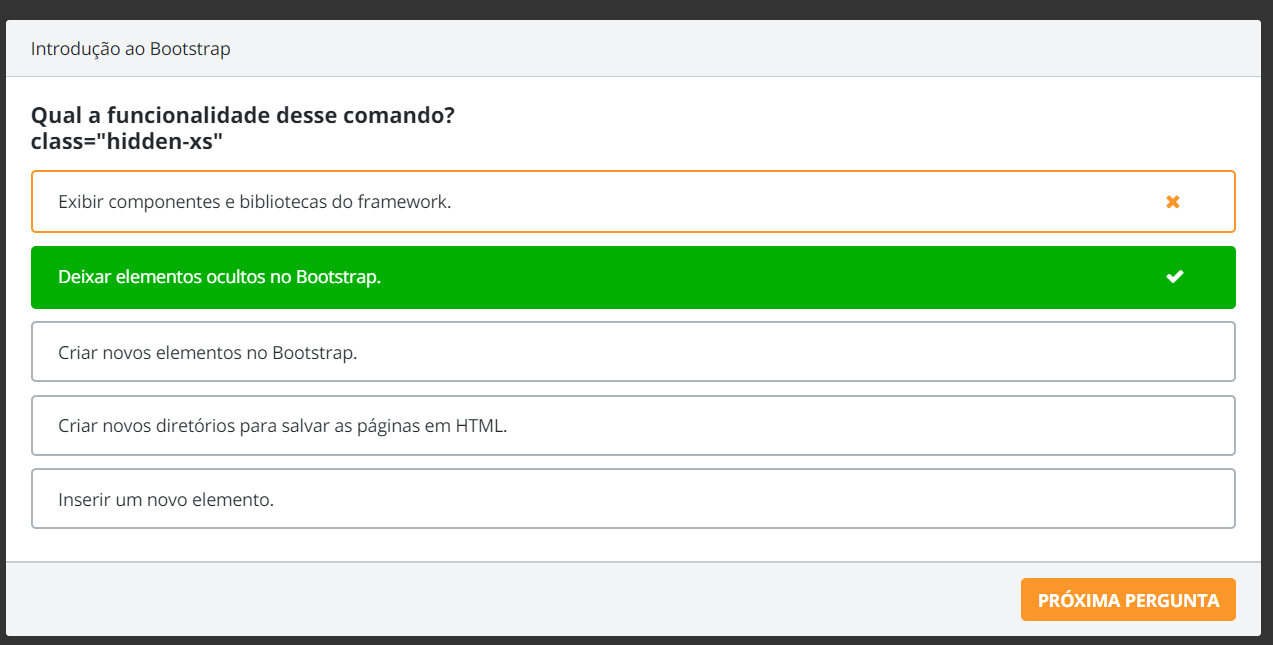 Introdução ao Bootstrap
Qual a funcionalidade desse comando?
class="hidden-xs"
Exibir componentes e bibliotecas do framework.
Deixar elementos ocultos no Bootstrap.
Criar novos elementos no Bootstrap.
Criar novos diretórios para salvar as páginas em HTML.
Inserir um novo elemento.
PRÓXIMA PERGUNTA